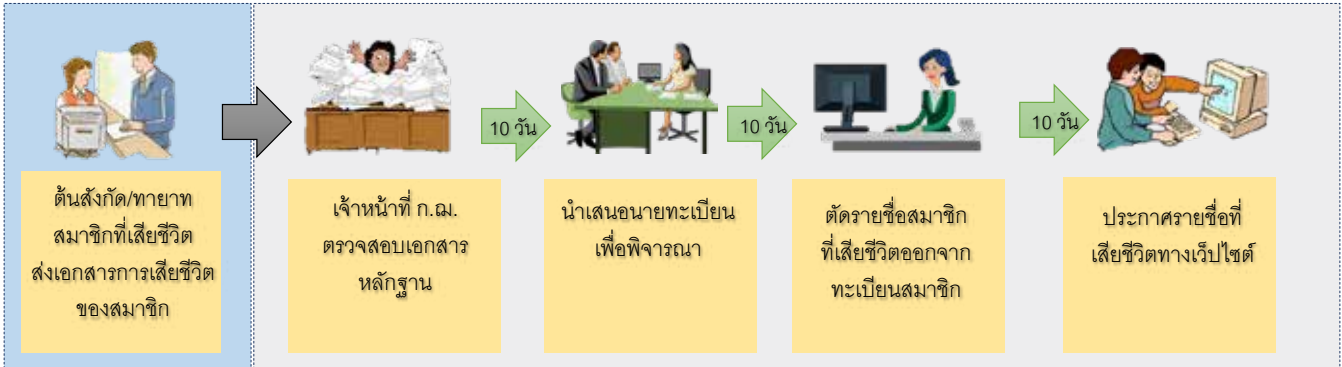 ต้นสังกัด/ทายาท
สมาชิกที่เสียชีวิต
ส่งเอกสารการเสียชีวิต
ของสมาชิก
เจ้าหน้าที่ ก.ฌ.
ตรวจสอบเอกสาร
หลักฐาน
10 วัน
นำเสนอนายทะเบียน
เพื่อพิจารณา
10 วัน
ตัดรายชื่อสมาชิก
ที่เสียชีวิตออกจาก
ทะเบียนสมาชิก
10 วัน
ประกาศรายชื่อที่
เสียชีวิตทางเว็ปไซต์